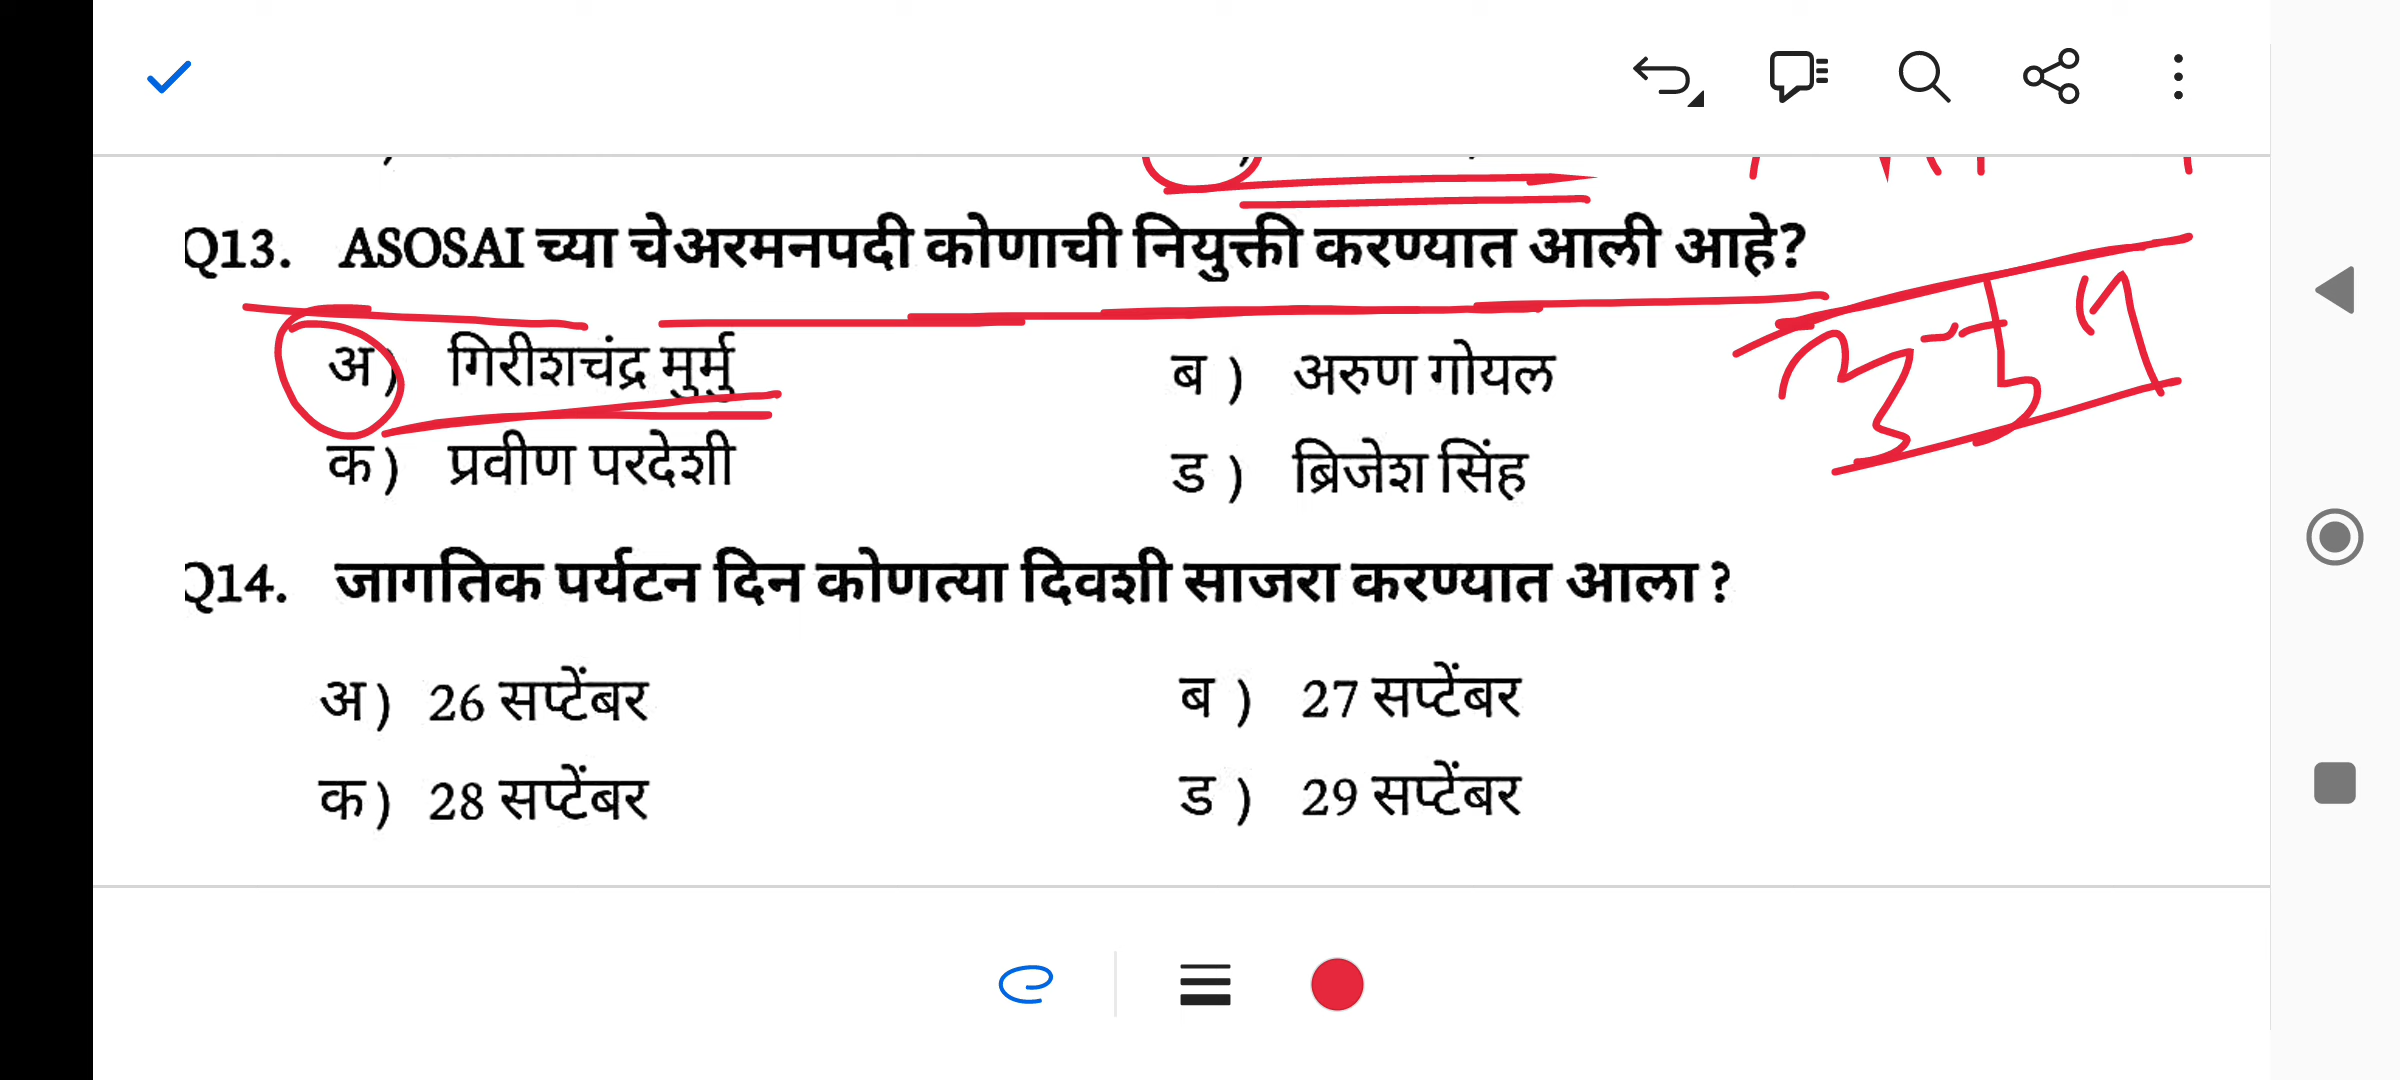 Q13. ASOSAI च्या चेअरमनपदी कोणाची नियुक्ती करण्यात आली आहे?
अ) गिरीशचंद्र मुर्मु ब ) अरुण गोयल
क) प्रवीण परदेशी ड ) ब्रिजेश सिंह
Q14. जागतिक पर्यटन दिन कोणत्या दिवशी साजरा करण्यात आला ?
अ) 26 सप्टेंबर ब ) 27 सप्टेंबर
क) 28 सप्टेंबर ड ) 29 सप्टेंबर